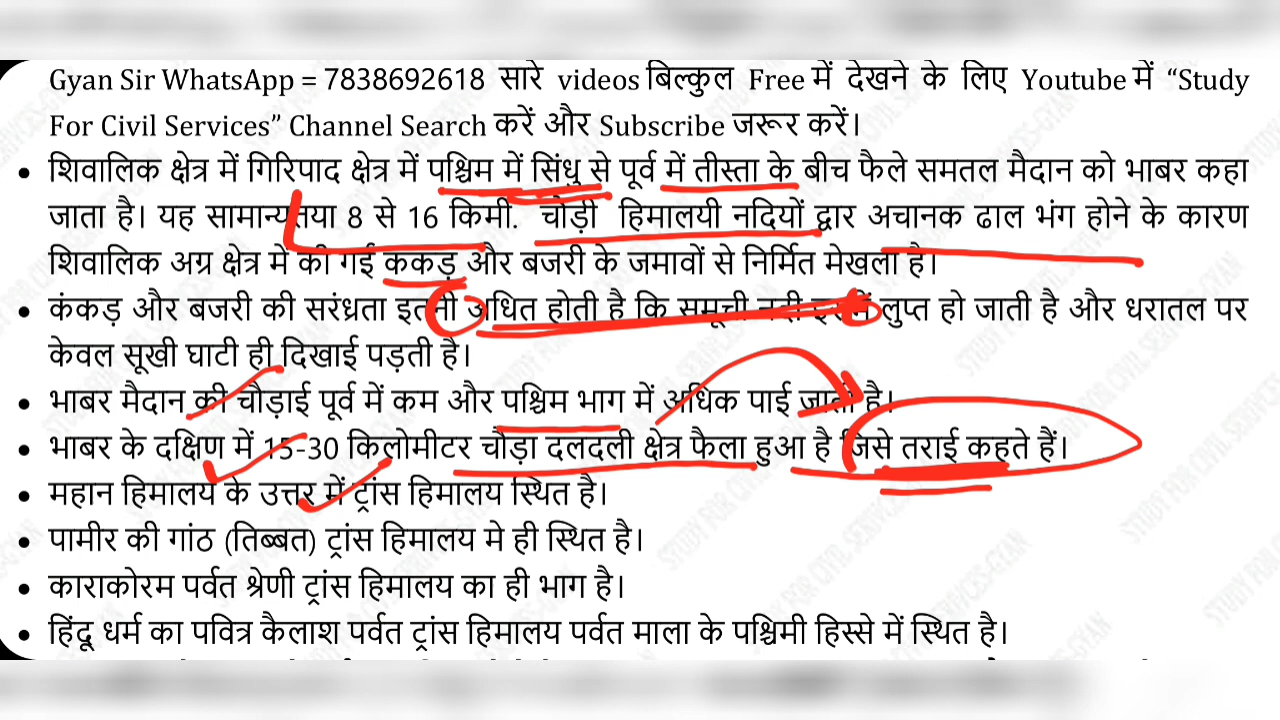 Gyan Sir WhatsApp = 7838692618 सारे videos बिल्कुल Free में देखने के लिए Youtube में “Study
For Civil Services” Channel Search करें और Subscribe जरूर करें।
• शिवालिक क्षेत्र में गिरिपाद क्षेत्र में पश्चिम में सिंधु से पूर्व में तीस्ता के बीच फैले समतल मैदान को भाबर कहा
जाता है। यह सामान्यतया 8 से 16 किमी. चौड़ी हिमालयी नदियों द्वार अचानक ढाल भंग होने के कारण
शिवालिक अग्र क्षेत्र में की गई ककड़ और बजरी के जमावों से निर्मित मेखला है।
• कंकड़ और बजरी की सरंध्रता इतनी अधित होती है कि समूची नदी इसमें लुप्त हो जाती है और धरातल पर
केवल सूखी घाटी ही दिखाई पड़ती है।
• भाबर मैदान की चौड़ाई पूर्व में कम और पश्चिम भाग में अधिक पाई जाती है।
• भाबर के दक्षिण में 15-30 किलोमीटर चौड़ा दलदली क्षेत्र फैला हुआ है जिसे तराई कहते हैं।
• महान हिमालय के उत्तर में ट्रांस हिमालय स्थित है।
• पामीर की गांठ (तिब्बत) ट्रांस हिमालय मे ही स्थित है।
• काराकोरम पर्वत श्रेणी ट्रांस हिमालय का ही भाग है।
• हिंदू धर्म का पवित्र कैलाश पर्वत ट्रांस हिमालय पर्वत माला के पश्चिमी हिस्से में स्थित है।